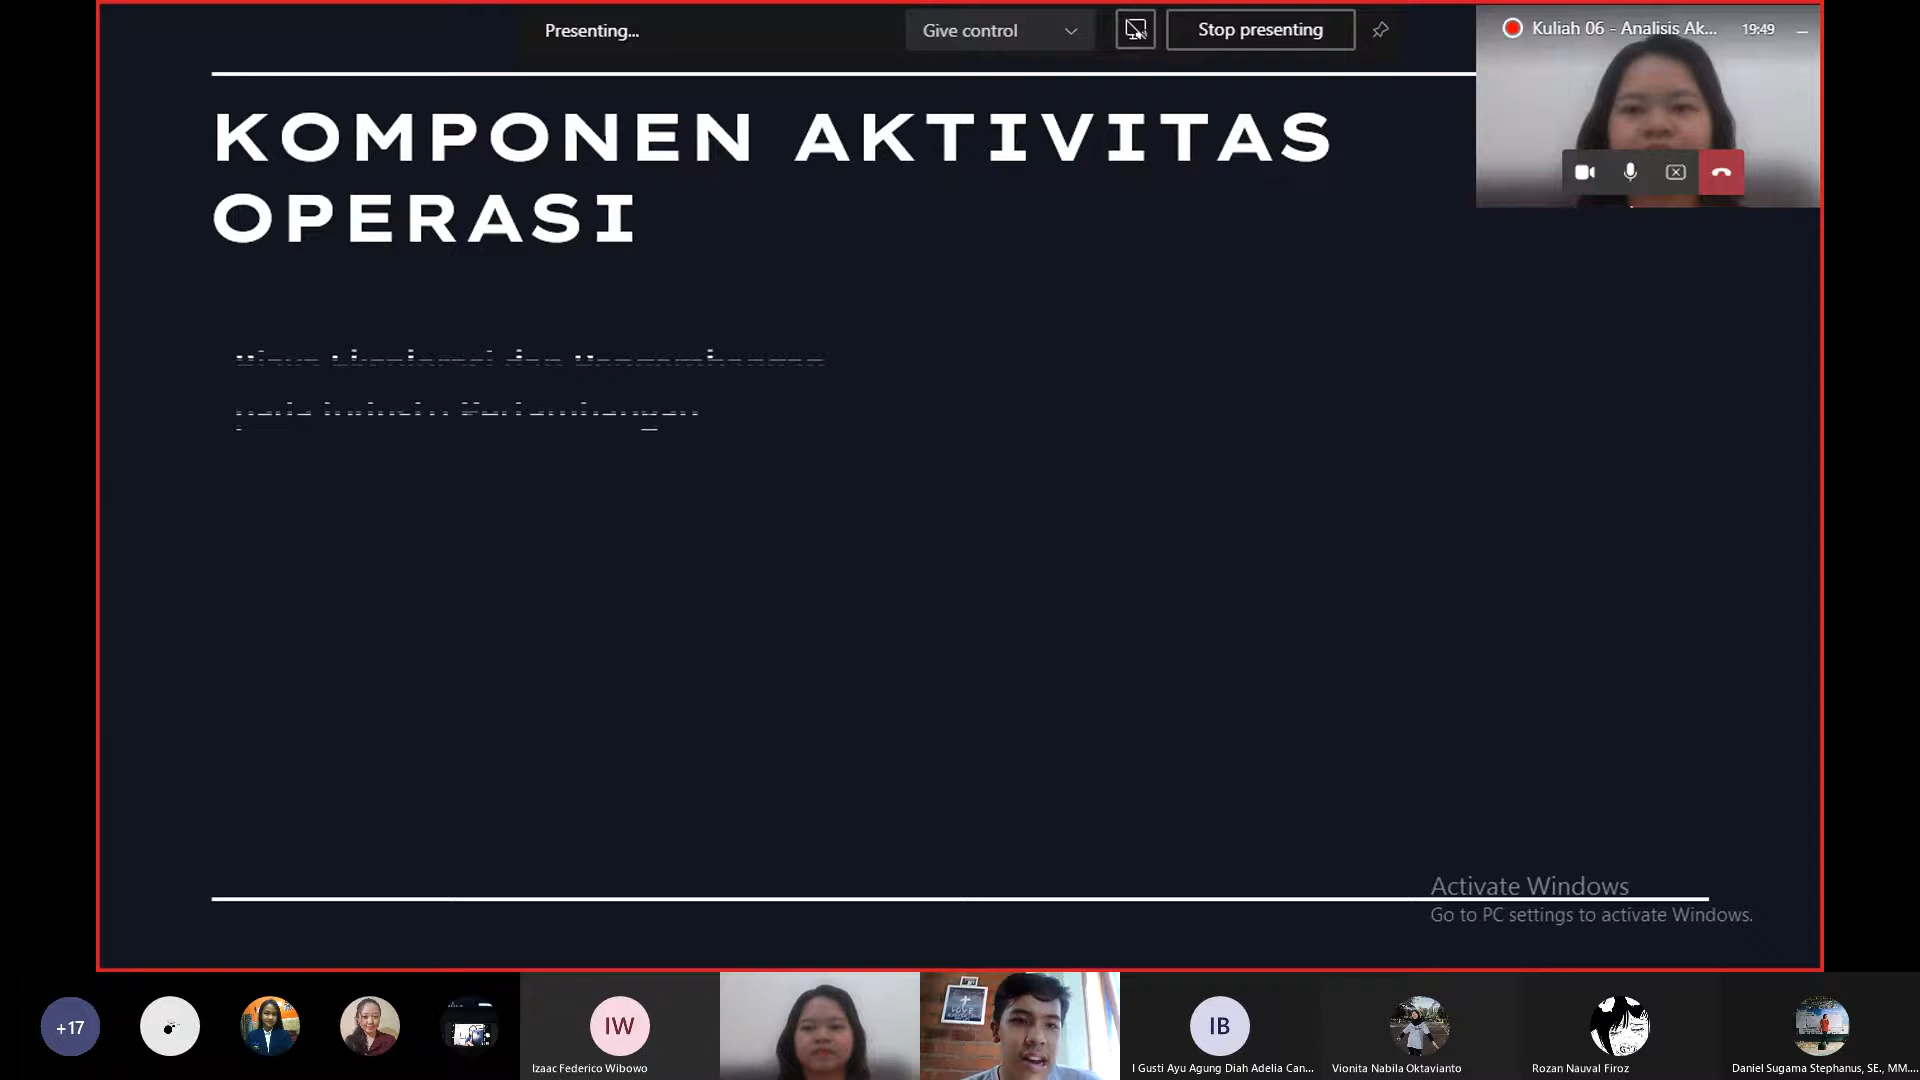 Presenting...
Give control
Stop presenting
Kuliah 06 - Analisis Ak...
19:49
KOMPONEN AKTIVITAS
OPERASI
Activate Windows
Go to PC settings to activate Windows.
+17
IW
IB
Izaac Federico Wibowo
I Gusti Ayu Agung Diah Adelia Can...
Vionita Nabila Oktavianto
Rozan Nauval Firoz
Daniel Sugama Stephanus, SE., MM....